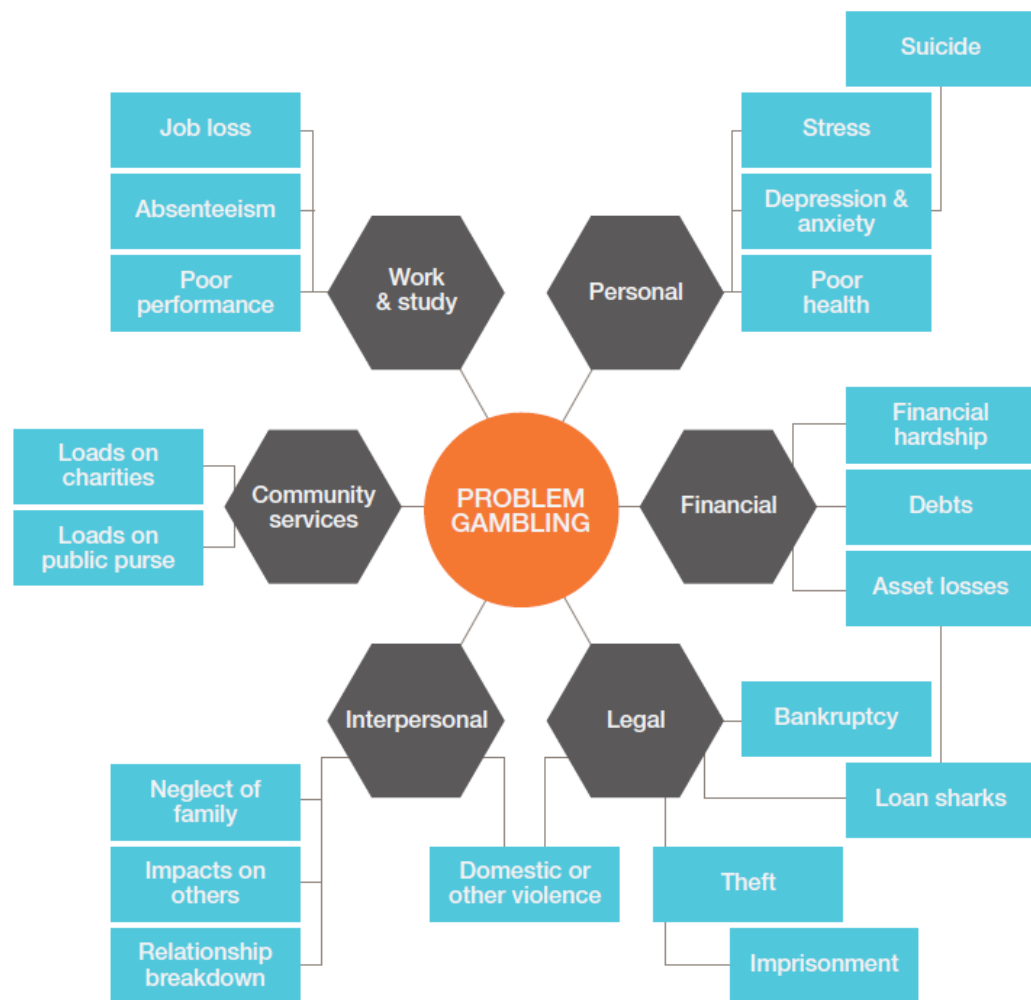 Suicide
Job loss
Stress
Absenteeism
Depression &
anxiety
Poor
performance
Work
& study
Personal
Poor
health
Financial
hardship
Loads on
charities
Community
services
PROBLEM
GAMBLING
Financial
Debts
Loads on
public purse
Asset losses
Interpersonal
Legal
Bankruptcy
Neglect of
family
Loan sharks
Impacts on
others
Domestic or
other violence
Theft
Relationship
breakdown
Imprisonment